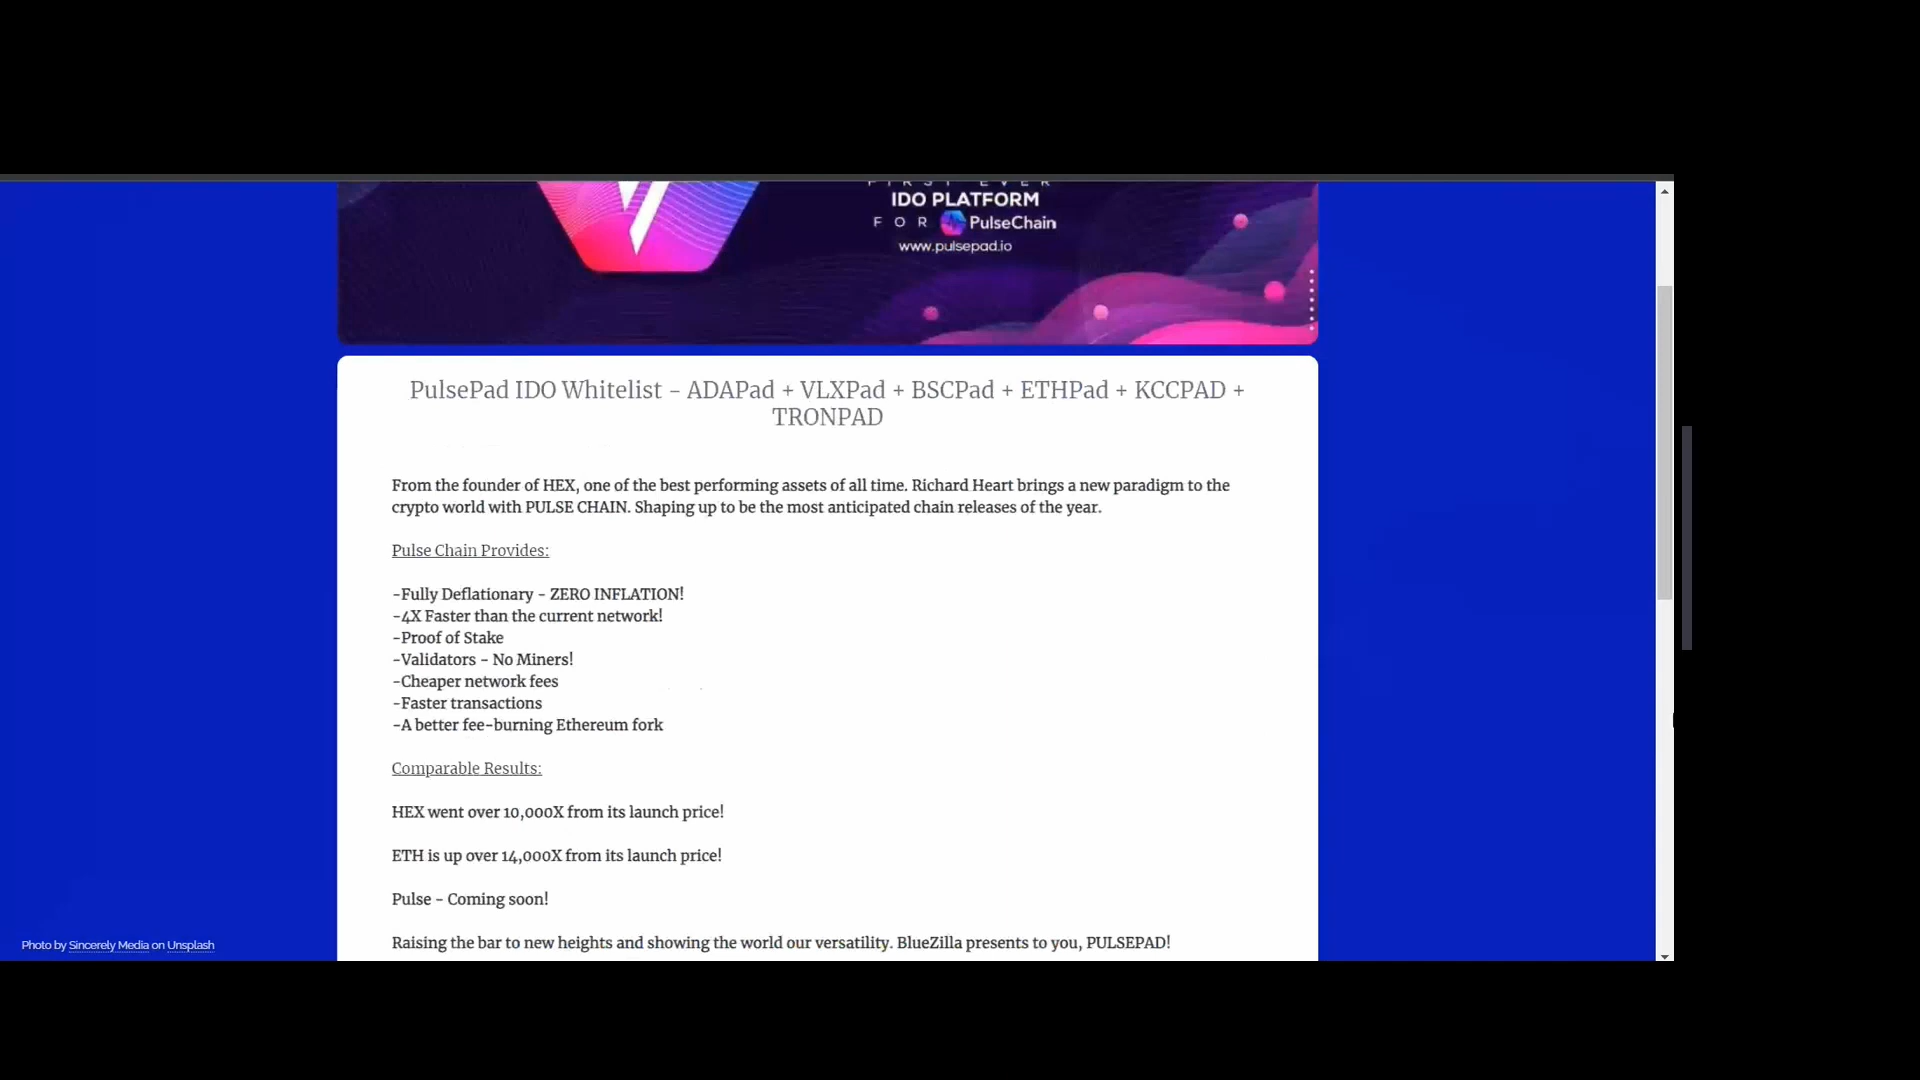 FIRST EVER
IDO PLATFORM
FOR PulseChain
www.pulsepad.io
PulsePad IDO Whitelist - ADAPad + VLXPad + BSCPad + ETHPad + KCCPAD +
TRONPAD
From the founder of HEX, one of the best performing assets of all time. Richard Heart brings a new paradigm to the
crypto world with PULSE CHAIN. Shaping up to be the most anticipated chain releases of the year.
Pulse Chain Provides:
-Fully Deflationary - ZERO INFLATION!
-4X Faster than the current network!
-Proof of Stake
-Validators - No Miners!
-Cheaper network fees
-Faster transactions
-A better fee-burning Ethereum fork
Comparable Results:
HEX went over 10,000X from its launch price!
ETH is up over 14,000X from its launch price!
Pulse - Coming soon!
Raising the bar to new heights and showing the world our versatility. BlueZilla presents to you, PULSEPAD!
Photo by Sincerely Media on Unsplash